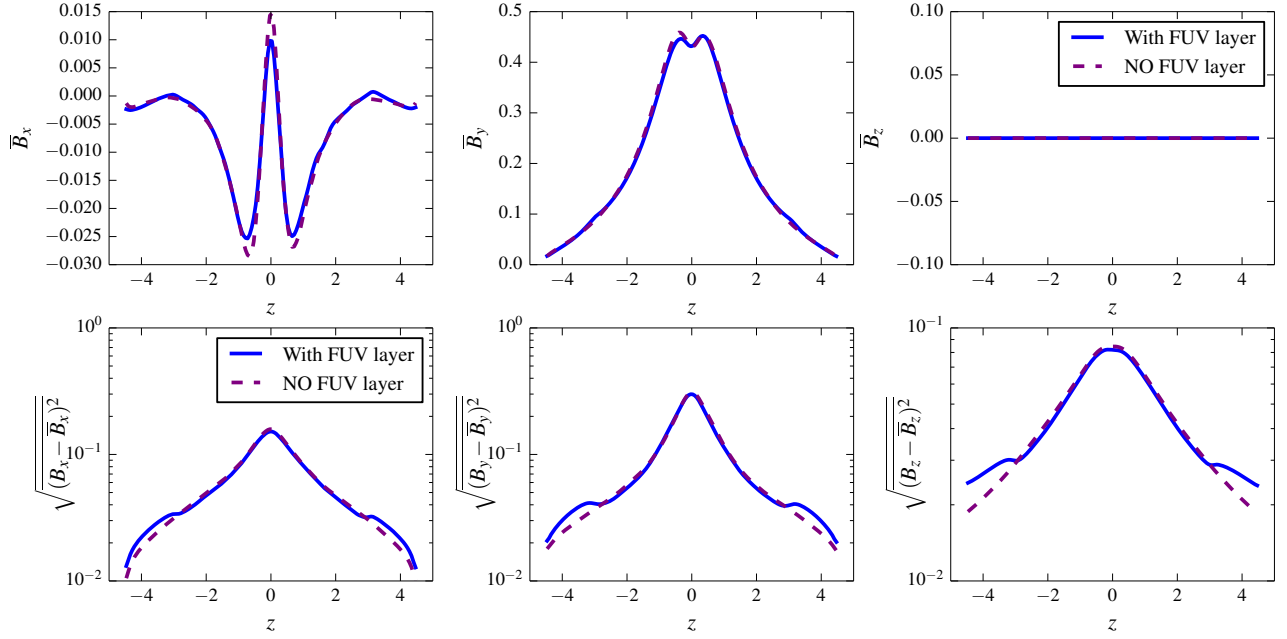 0.015
0.010
0.005
0.000
−0.005
−0.010
−0.015
−0.020
−0.025
−0.030
B̅x
−4 −2 0 2 4
z
0.5
0.4
0.3
0.2
0.1
0.0
B̅y
−4 −2 0 2 4
z
0.10
0.05
0.00
−0.05
−0.10
B̅z
With FUV layer
NO FUV layer
−4 −2 0 2 4
z
10⁰
10⁻¹
10⁻²
√(Bx − B̅x)²
With FUV layer
NO FUV layer
−4 −2 0 2 4
z
10⁰
10⁻¹
10⁻²
√(By − B̅y)²
−4 −2 0 2 4
z
10⁻¹
10⁻²
√(Bz − B̅z)²
−4 −2 0 2 4
z